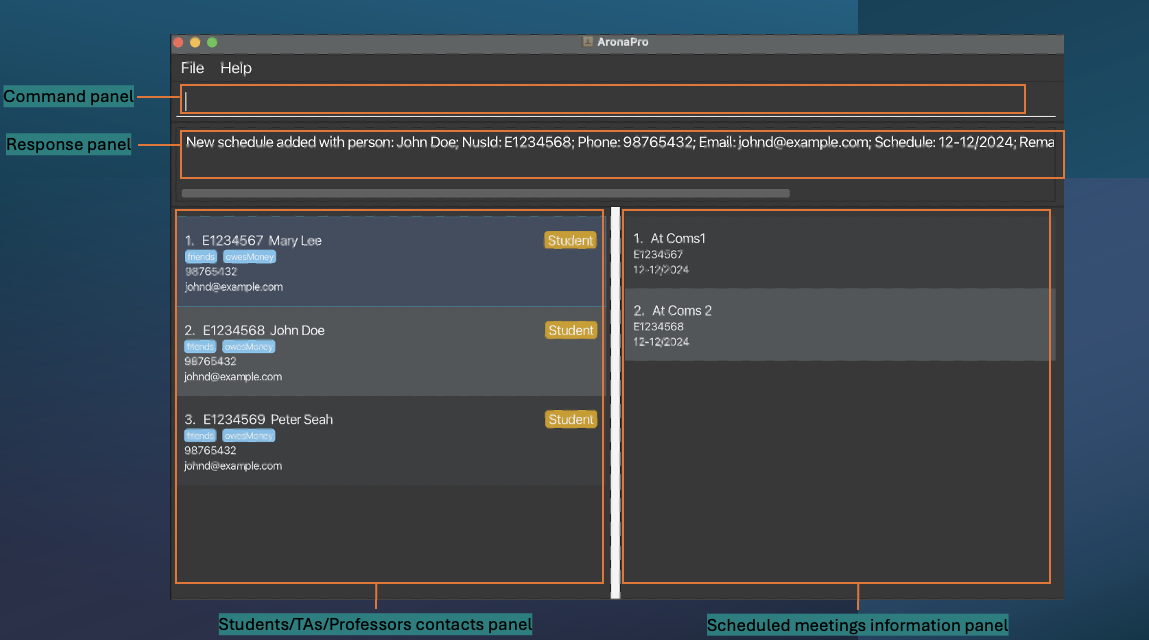 AronaPro
File Help
Command panel
Response panel
New schedule added with person: John Doe; NusId: E1234568; Phone: 98765432; Email: johnd@example.com; Schedule: 12-12/2024; Rema
1. E1234567 Mary Lee Student
friends owesMoney
98765432
johnd@example.com
2. E1234568 John Doe Student
friends owesMoney
98765432
johnd@example.com
3. E1234569 Peter Seah Student
friends owesMoney
98765432
johnd@example.com
1. At Coms1
E1234567
12-12/2024
2. At Coms 2
E1234568
12-12/2024
Students/TAs/Professors contacts panel
Scheduled meetings information panel